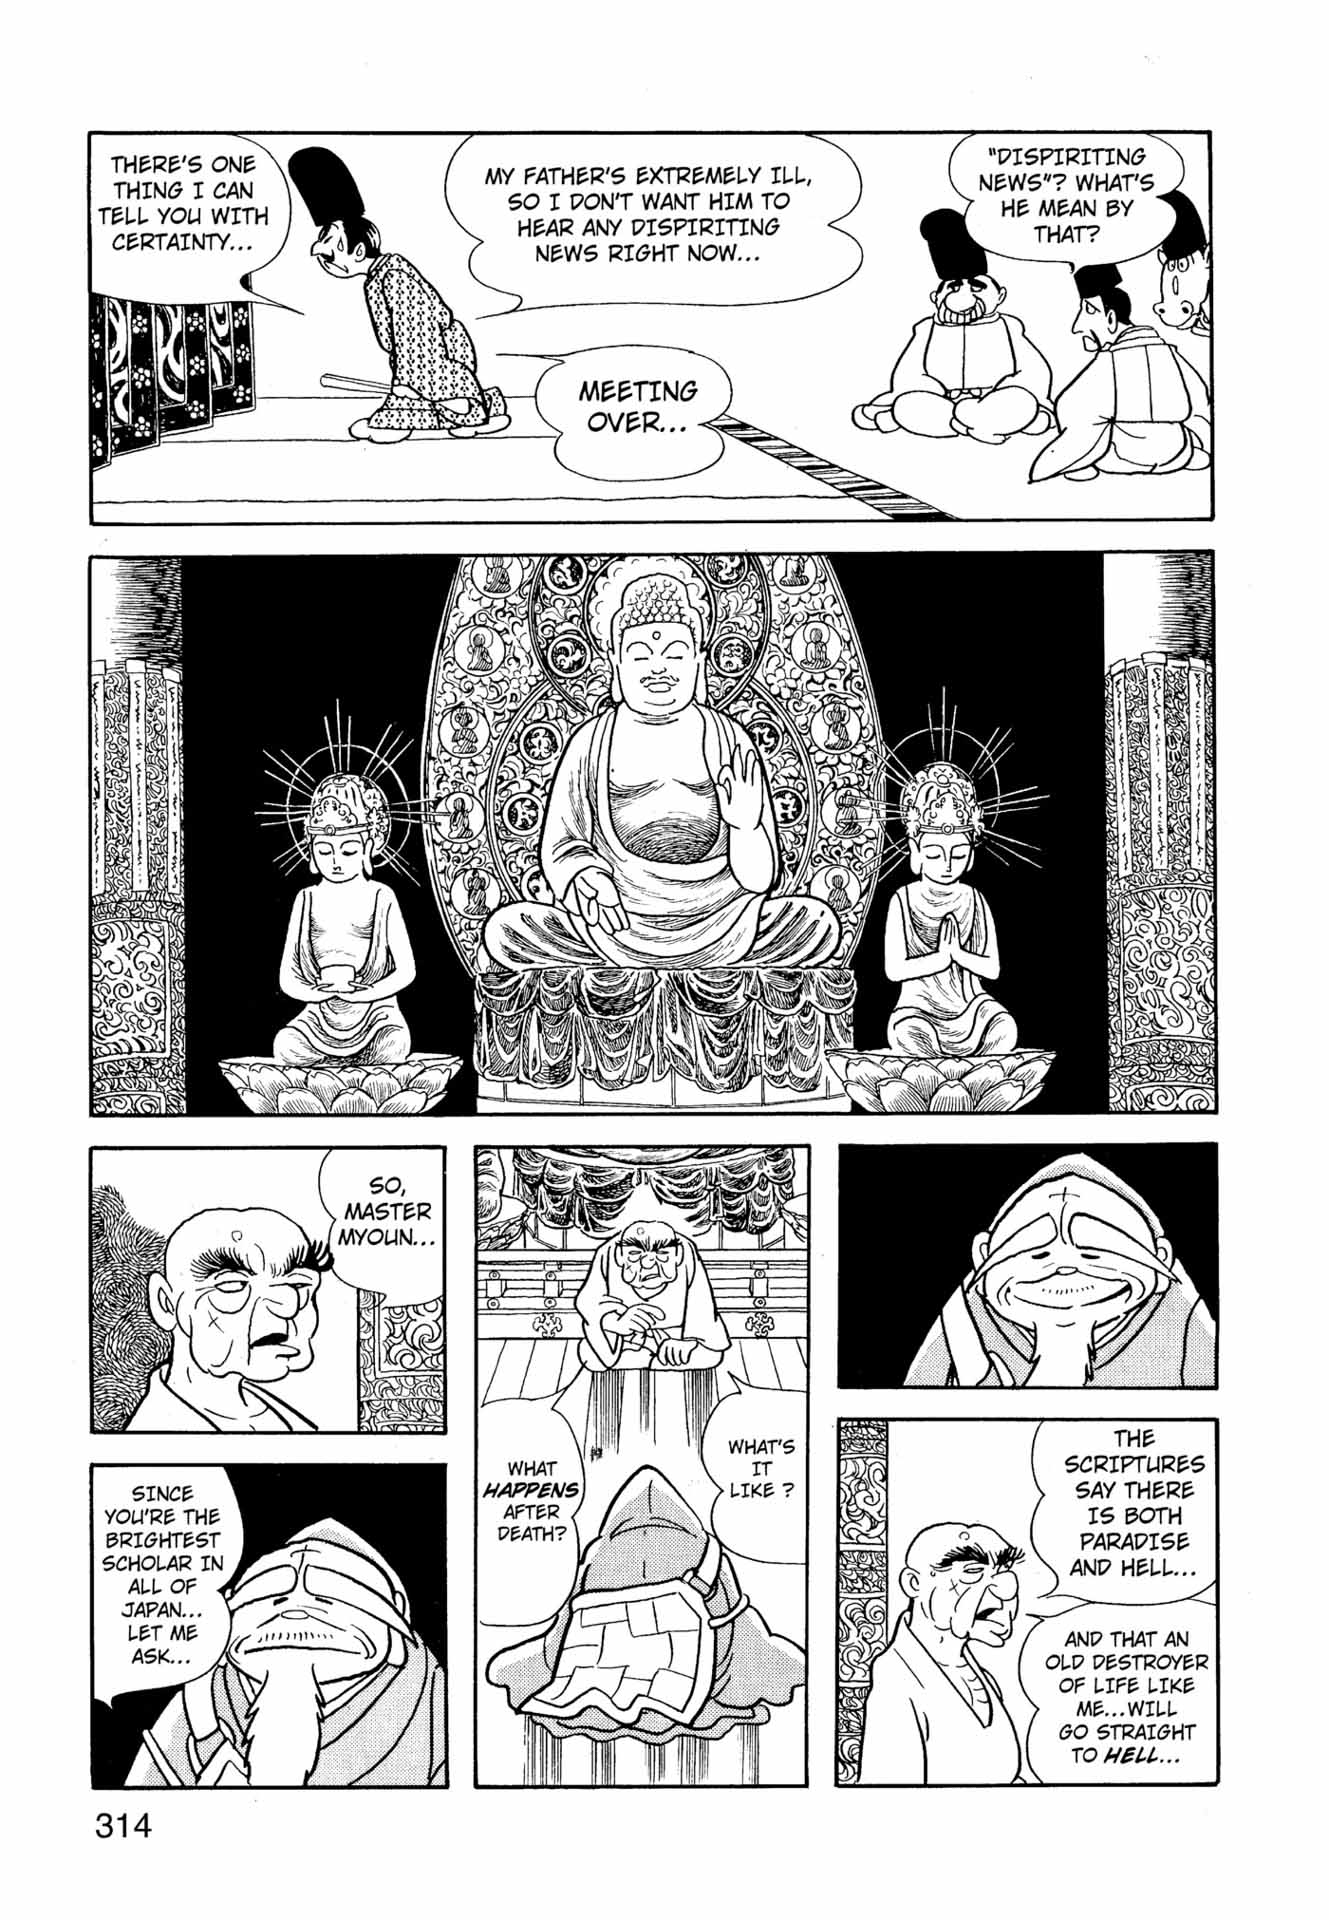 THERE'S ONE
THING I CAN
TELL YOU WITH
CERTAINTY...
MY FATHER'S EXTREMELY ILL,
SO I DON'T WANT HIM TO
HEAR ANY DISPIRITING
NEWS RIGHT NOW...
MEETING
OVER...
"DISPIRITING
NEWS"? WHAT'S
HE MEAN BY
THAT?
SO,
MASTER
MYOUN...
SINCE
YOU'RE THE
BRIGHTEST
SCHOLAR IN
ALL OF
JAPAN...
LET ME
ASK...
WHAT
HAPPENS
AFTER
DEATH?
WHAT'S
IT
LIKE ?
THE
SCRIPTURES
SAY THERE
IS BOTH
PARADISE
AND HELL...
AND THAT AN
OLD DESTROYER
OF LIFE LIKE
ME...WILL
GO STRAIGHT
TO HELL...
314